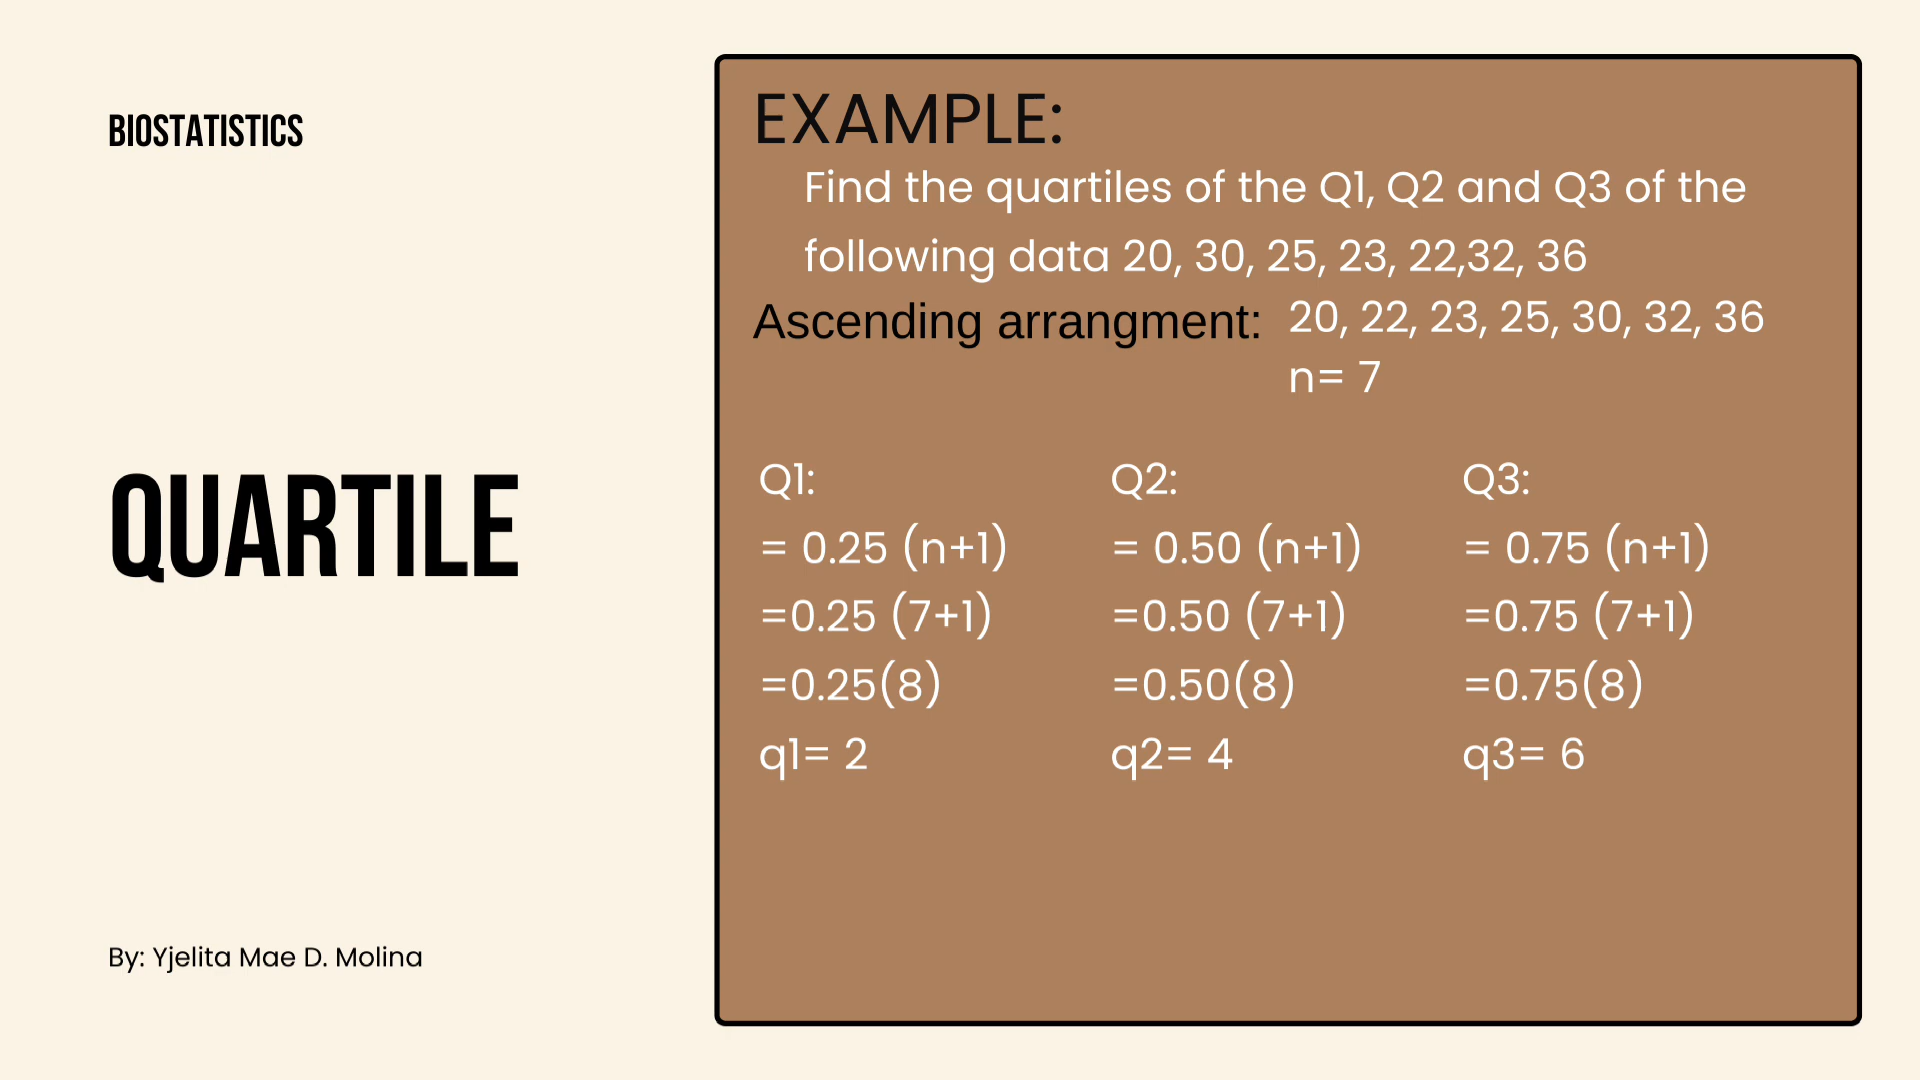 BIOSTATISTICS
QUARTILE
By: Yjelita Mae D. Molina
EXAMPLE:
Find the quartiles of the Q1, Q2 and Q3 of the
following data 20, 30, 25, 23, 22,32, 36
Ascending arrangment: 20, 22, 23, 25, 30, 32, 36
n= 7
Q1:
= 0.25 (n+1)
=0.25 (7+1)
=0.25(8)
q1= 2
Q2:
= 0.50 (n+1)
=0.50 (7+1)
=0.50(8)
q2= 4
Q3:
= 0.75 (n+1)
=0.75 (7+1)
=0.75(8)
q3= 6